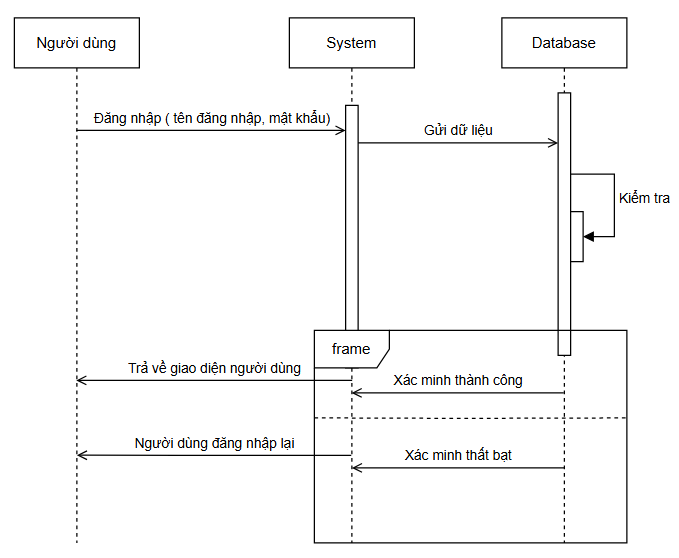 Người dùng
System
Database
Đăng nhập ( tên đăng nhập, mật khẩu)
Gửi dữ liệu
Kiểm tra
frame
Trả về giao diện người dùng
Xác minh thành công
Người dùng đăng nhập lại
Xác minh thất bạt